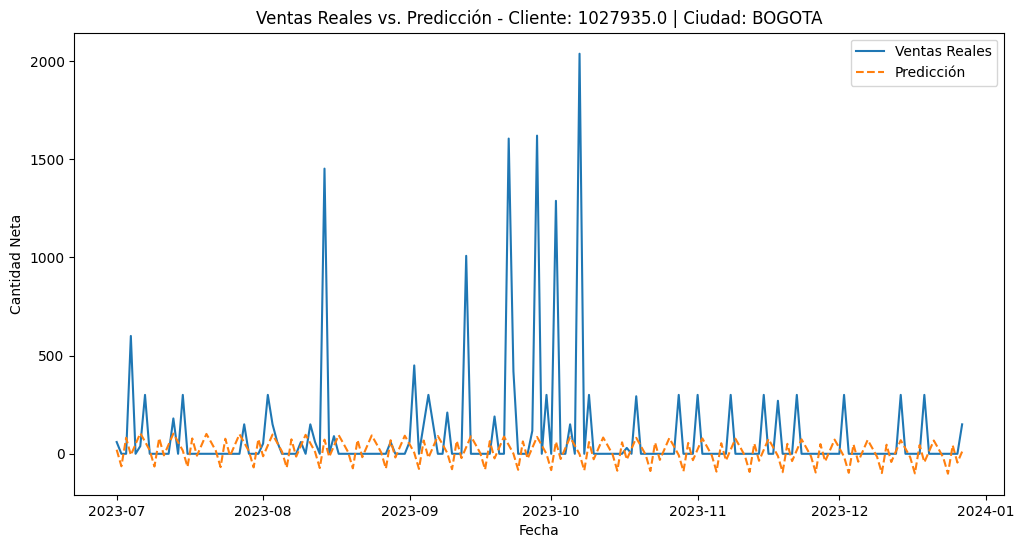 Ventas Reales vs. Predicción - Cliente: 1027935.0 | Ciudad: BOGOTA
Ventas Reales
Predicción
Cantidad Neta
2000
1500
1000
500
0
2023-07
2023-08
2023-09
2023-10
2023-11
2023-12
2024-01
Fecha